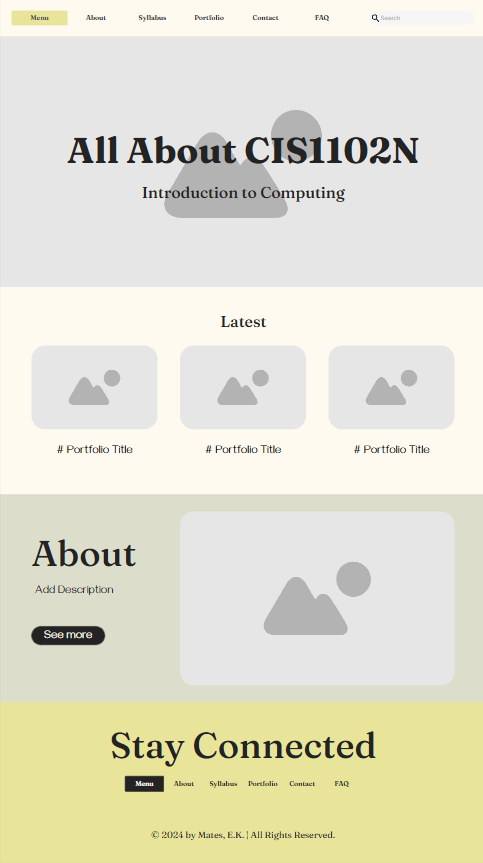 Menu About Syllabus Portfolio Contact FAQ Search
All About CIS1102N
Introduction to Computing
Latest
# Portfolio Title # Portfolio Title # Portfolio Title
About
Add Description
See more
Stay Connected
Menu About Syllabus Portfolio Contact FAQ
© 2024 by Mates, E.K. | All Rights Reserved.